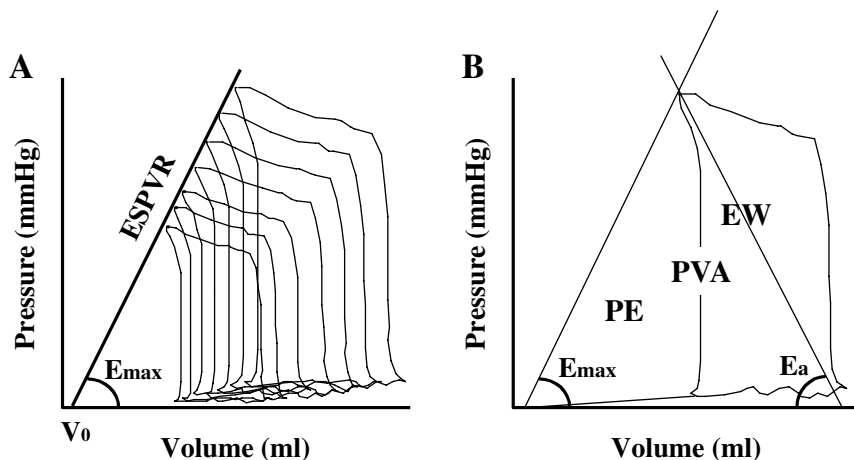 A
Pressure (mmHg)
ESPVR
Emax
V0
Volume (ml)
B
Pressure (mmHg)
EW
PVA
PE
Emax
Ea
Volume (ml)